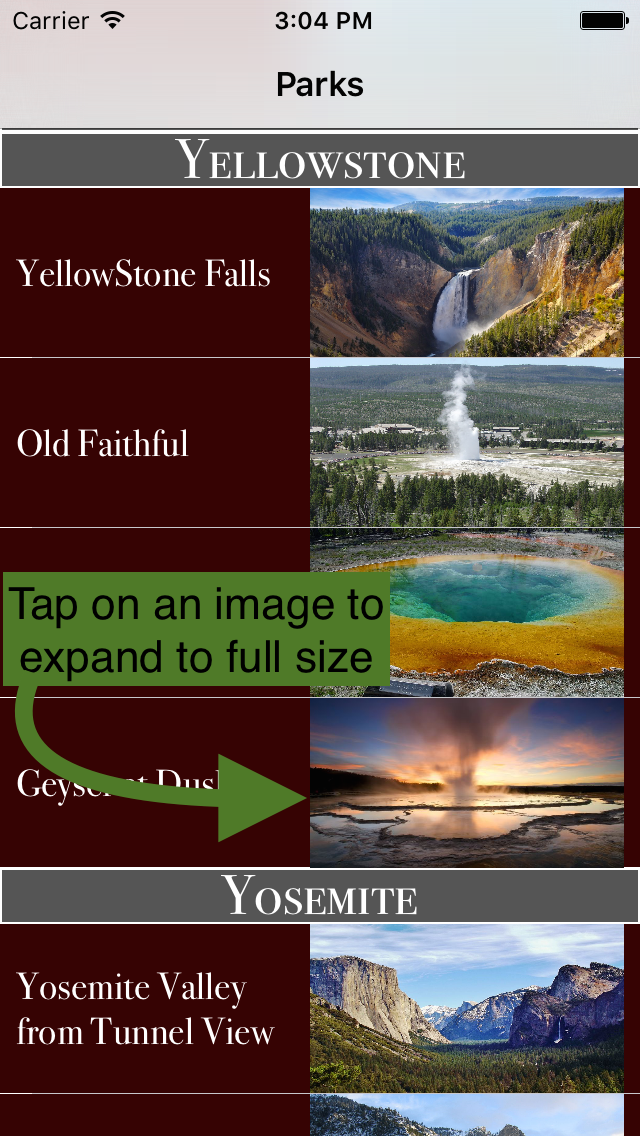 Carrier 3:04 PM
Parks
YELLOWSTONE
YellowStone Falls
Old Faithful
Tap on an image to
expand to full size
Geyser at Dusk
YOSEMITE
Yosemite Valley
from Tunnel View